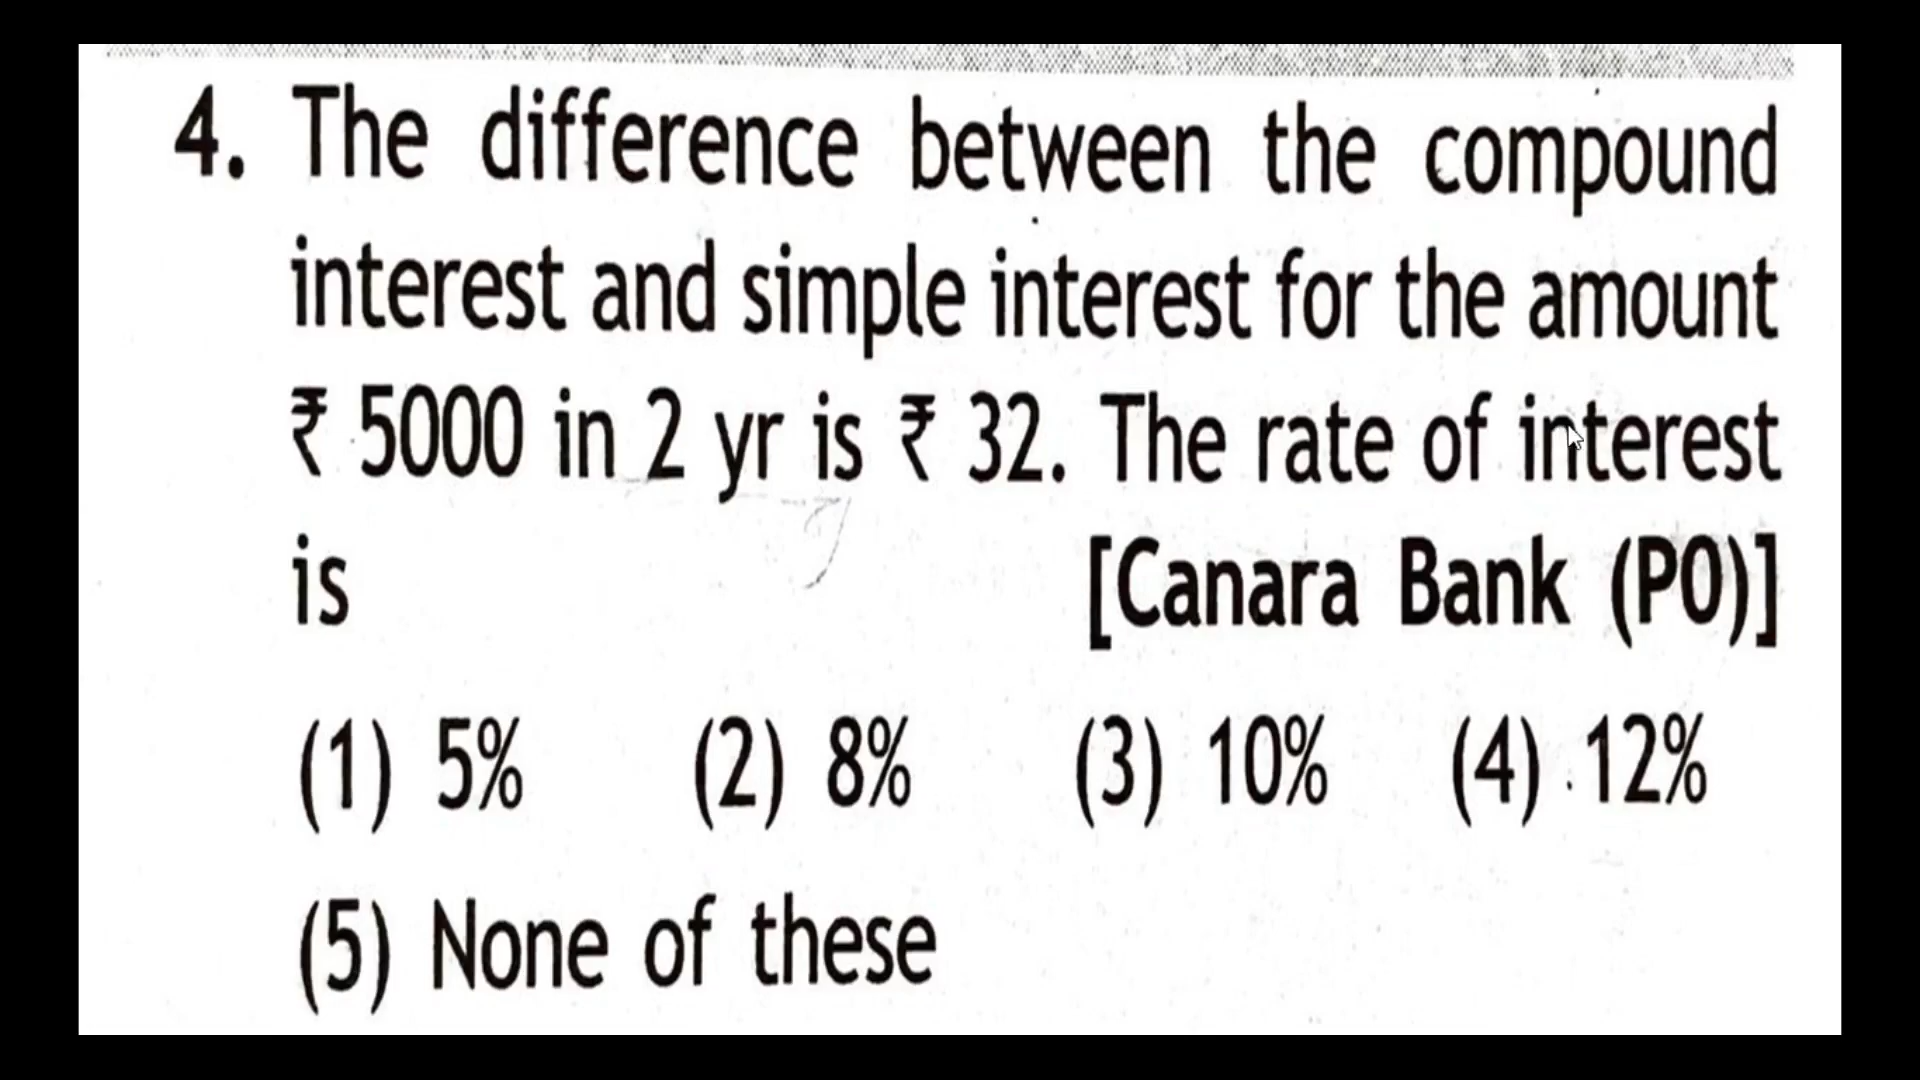 4. The difference between the compound
interest and simple interest for the amount
₹ 5000 in 2 yr is ₹ 32. The rate of interest
is [Canara Bank (PO)]
(1) 5% (2) 8% (3) 10% (4) 12%
(5) None of these